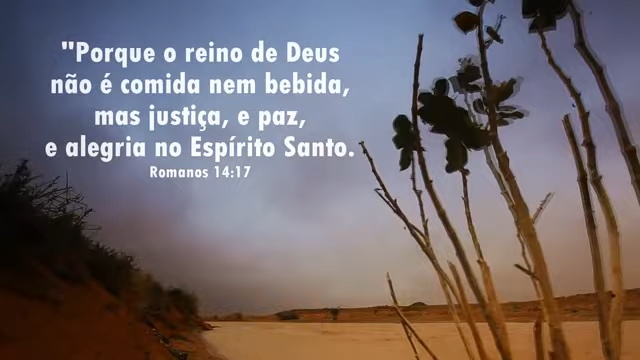 "Porque o reino de Deus
não é comida nem bebida,
mas justiça, e paz,
e alegria no Espírito Santo.
Romanos 14:17